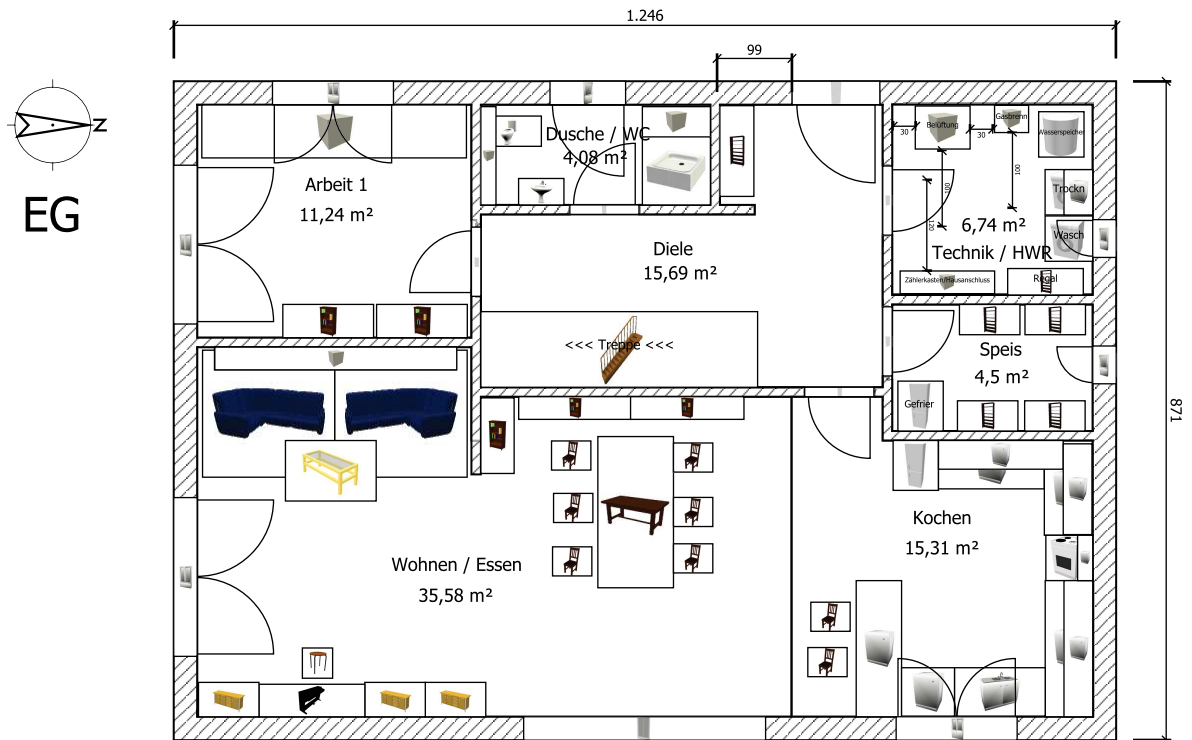 1.246
99
N
EG
Arbeit 1
11,24 m²
Dusche / WC
4,08 m²
Diele
15,69 m²
<<< Treppe <<<
Belüftung
Gasbrenn
Wasserspeicher
30
30
100
100
120
Trockn
Wasch
6,74 m²
Technik / HWR
Zählerkasten/Hausanschluss
Regal
Speis
4,5 m²
Gefrier
871
Kochen
15,31 m²
Wohnen / Essen
35,58 m²